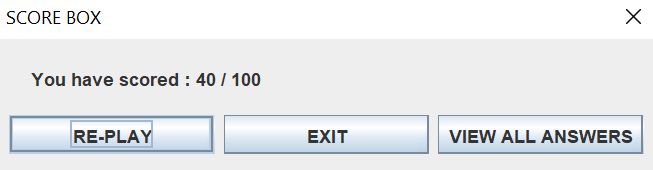 SCORE BOX
You have scored : 40 / 100
RE-PLAY EXIT VIEW ALL ANSWERS